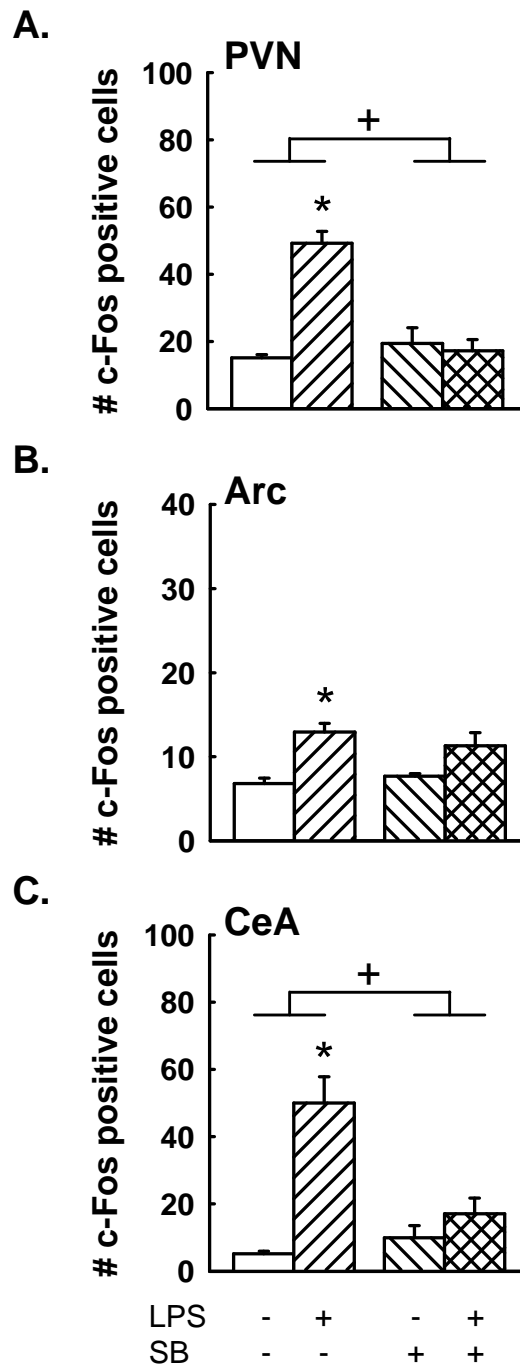 A.
PVN
# c-Fos positive cells
100
80
60
40
20
0
+
*
B.
Arc
# c-Fos positive cells
40
30
20
10
0
*
C.
CeA
# c-Fos positive cells
100
80
60
40
20
0
+
*
LPS - + - +
SB - - + +